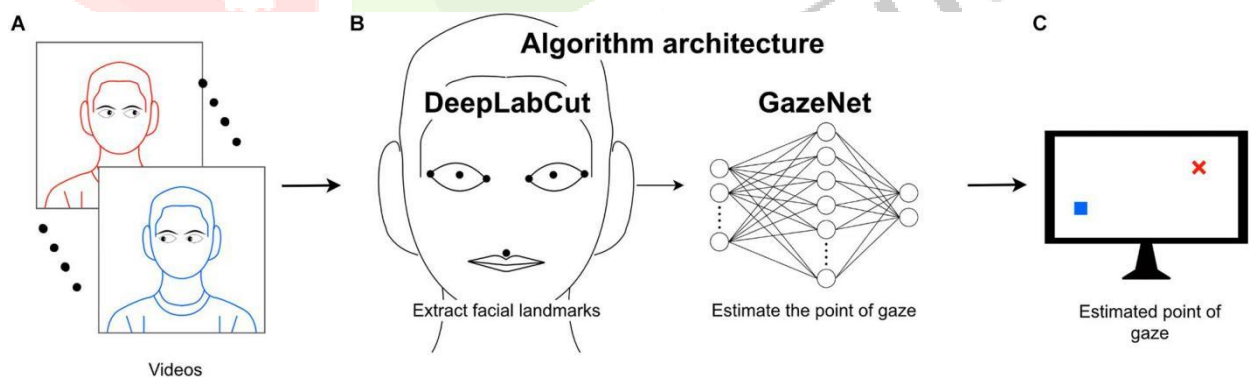 A
B
C
Algorithm architecture
DeepLabCut
GazeNet
Extract facial landmarks
Estimate the point of gaze
Estimated point of
gaze
Videos